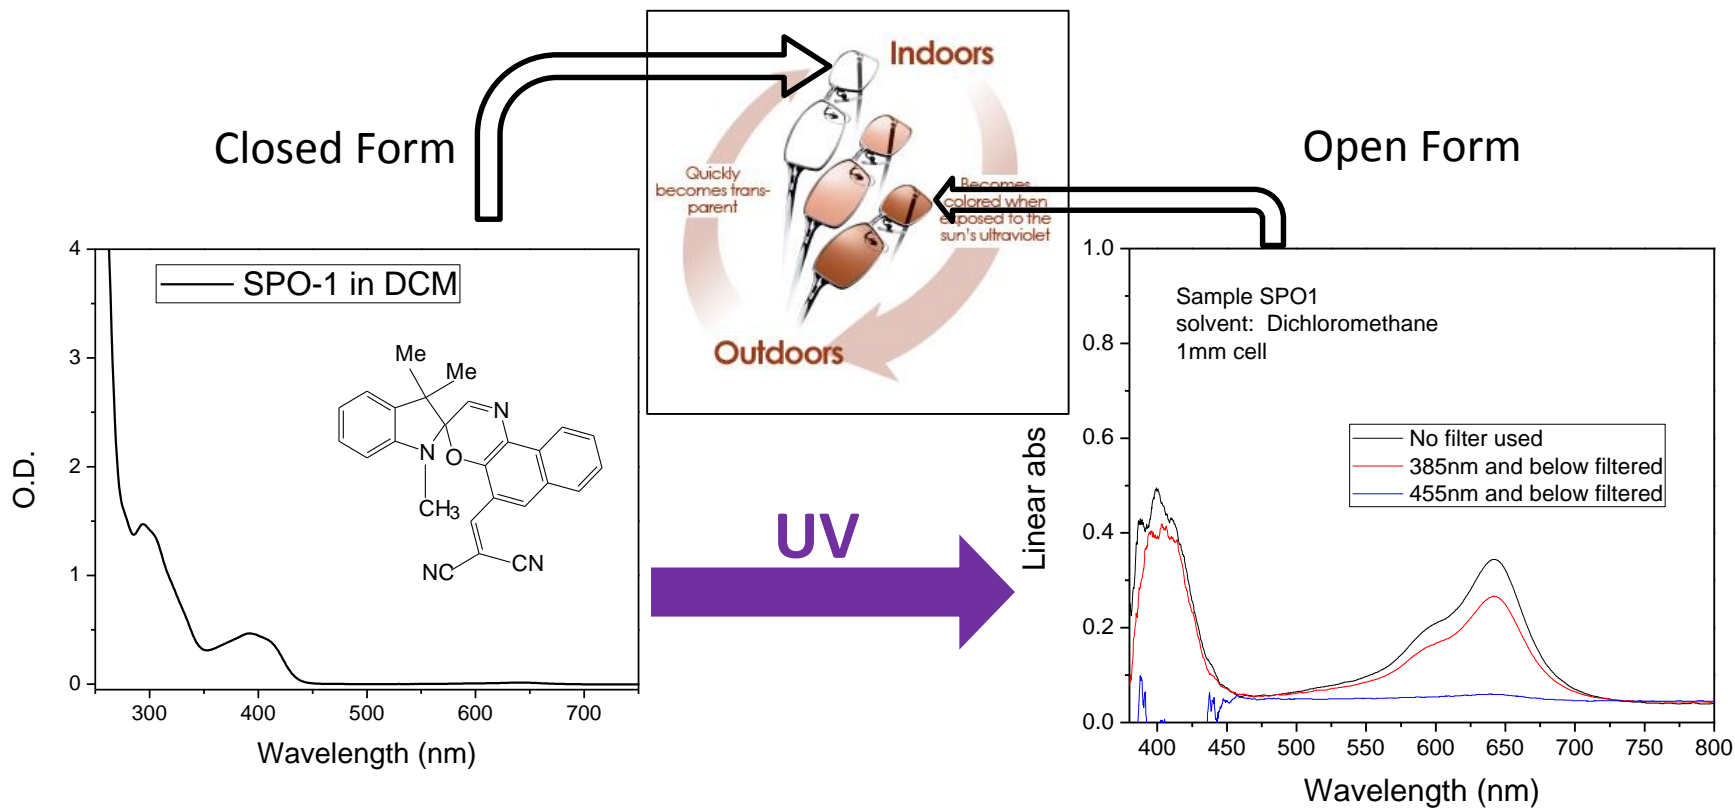 Closed Form
Indoors
Quickly
becomes trans-
parent
Becomes
colored when
exposed to the
sun's ultraviolet
Outdoors
Open Form
O.D.
4
3
2
1
0
SPO-1 in DCM
Me
Me
N
N
O
CH3
NC
CN
300
400
500
600
700
Wavelength (nm)
UV
Linear abs
1.0
0.8
0.6
0.4
0.2
0.0
Sample SPO1
solvent: Dichloromethane
1mm cell
No filter used
385nm and below filtered
455nm and below filtered
400
450
500
550
600
650
700
750
800
Wavelength (nm)